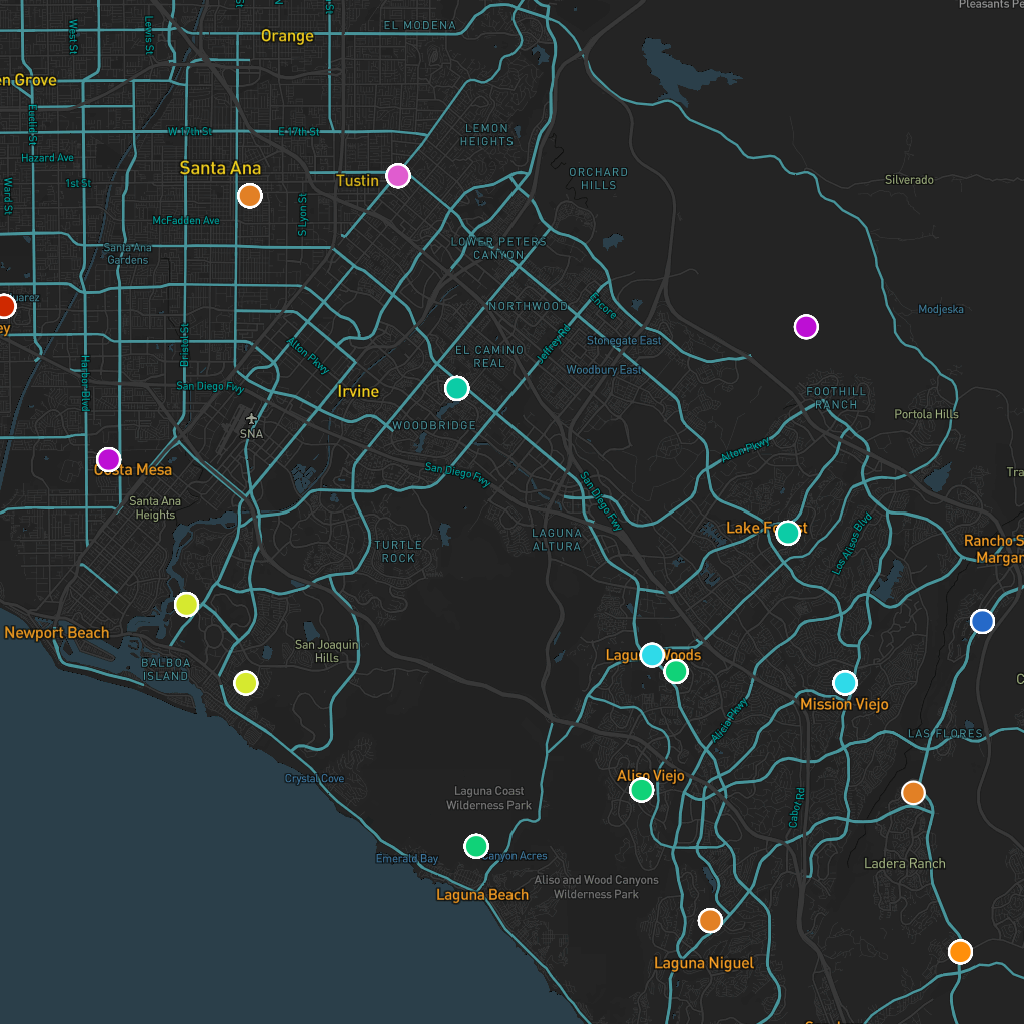 Pleasants Pe
EL MODENA
Orange
West St
Lewis St
St
N
St
en Grove
Euclid St
W 17th St
E 17th St
LEMON
HEIGHTS
Hazard Ave
Santa Ana
Tustin
ORCHARD
HILLS
Silverado
1st St
Ward St
S Lyon St
McFadden Ave
Santa Ana
Gardens
LOWER PETERS
CANYON
uarez
ey
NORTHWOOD
Encore
Modjeska
Bristol St
Alton Pkwy
Jeffrey Rd
Stonegate East
EL CAMINO
REAL
Woodbury East
Harbor Blvd
San Diego Fwy
Irvine
FOOTHILL
RANCH
Portola Hills
SNA
WOODBRIDGE
Alton Pkwy
Costa Mesa
San Diego Fwy
San Diego Fwy
Tra
Santa Ana
Heights
Lake Forest
Los Alisos Blvd
TURTLE
ROCK
LAGUNA
ALTURA
Rancho S
Margar
Newport Beach
San Joaquin
Hills
BALBOA
ISLAND
Laguna Woods
C
Mission Viejo
Alicia Pkwy
LAS FLORES
Crystal Cove
Aliso Viejo
Laguna Coast
Wilderness Park
Cabot Rd
Emerald Bay
Canyon Acres
Ladera Ranch
Laguna Beach
Aliso and Wood Canyons
Wilderness Park
Laguna Niguel